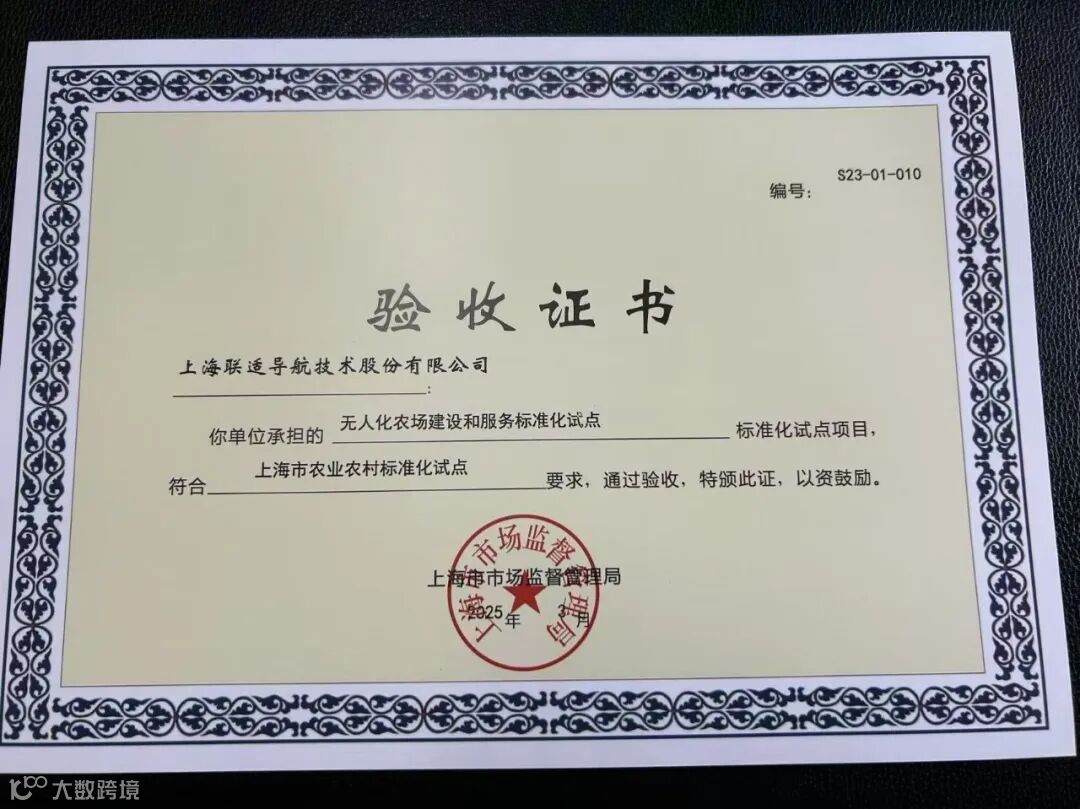 编号: S23-01-010
验收证书
上海联适导航技术股份有限公司:
你单位承担的 无人化农场建设和服务标准化试点 标准化试点项目,
符合 上海市农业农村标准化试点 要求, 通过验收, 特颁此证, 以资鼓励。
上海市市场监督管理局
上海市市场监督管理局
2025 年 3 月
大数跨境